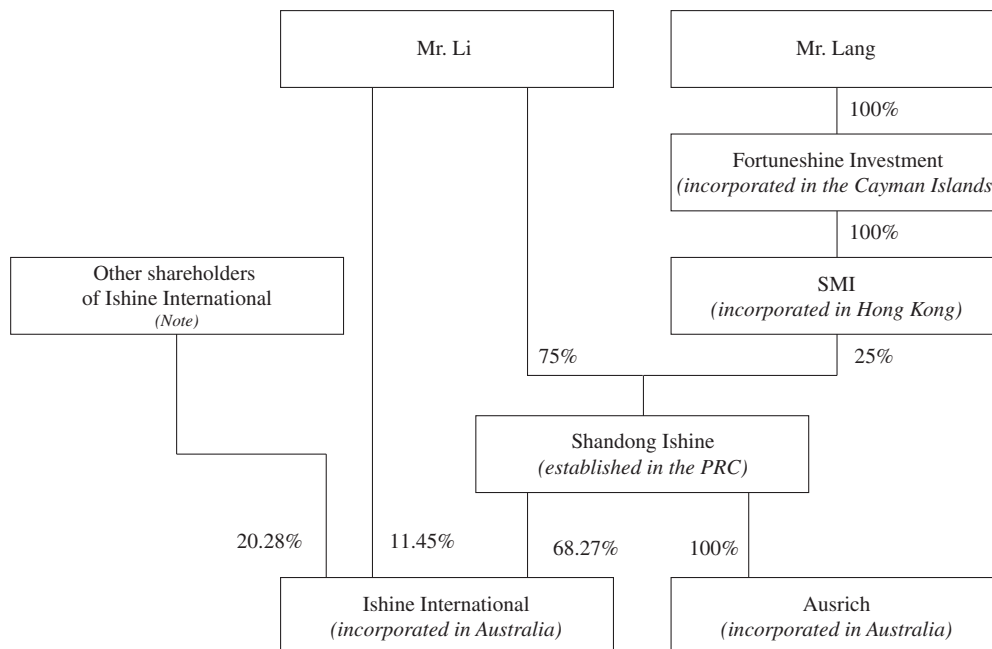 Mr. Li
Mr. Lang
100%
Fortuneshine Investment
(incorporated in the Cayman Islands
100%
Other shareholders
of Ishine International
(Note)
SMI
(incorporated in Hong Kong)
75%
25%
Shandong Ishine
(established in the PRC)
20.28%
11.45%
68.27%
100%
Ishine International
(incorporated in Australia)
Ausrich
(incorporated in Australia)